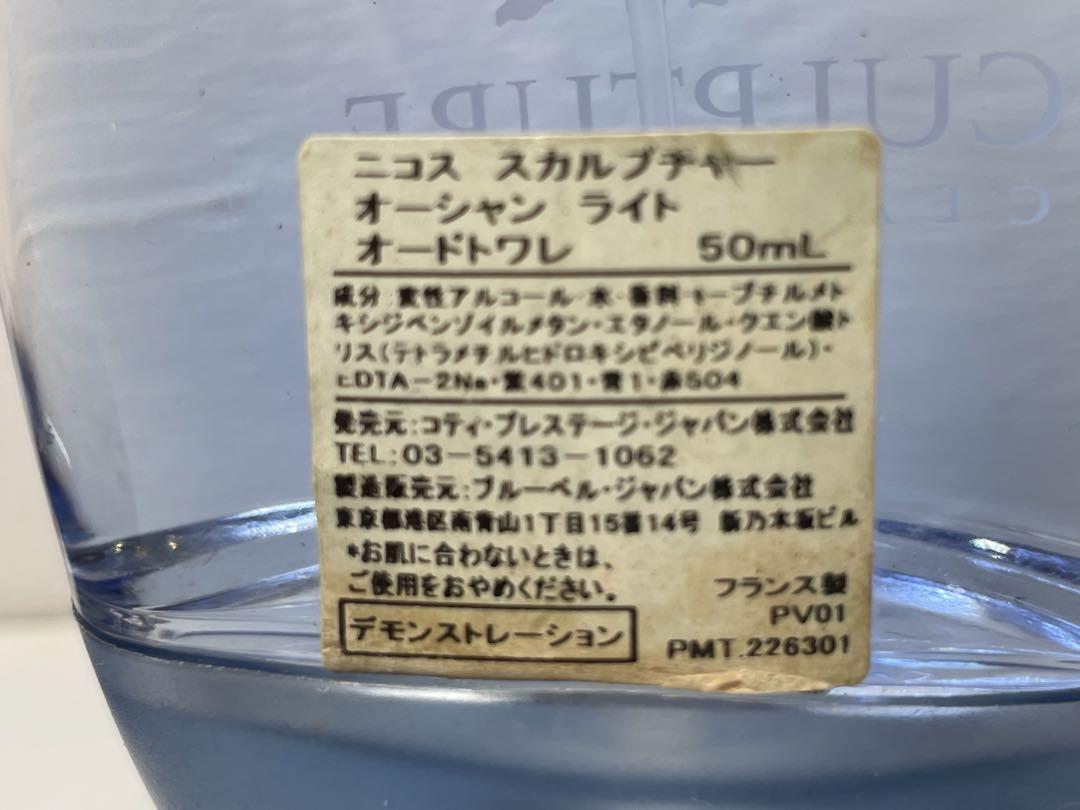 CULPTURE
ニコス スカルプチャー
オーシャン ライト
オードトワレ 50mL
成分:変性アルコール・水・香料・t-ブチルメト
キシジベンゾイルメタン・エタノール・クエン酸ト
リス(テトラメチルヒドロキシピペリジノール)・
EDTA-2Na・紫401・青1・赤504
発売元:コティ・プレステージ・ジャパン株式会社
TEL:03-5413-1062
製造販売元:ブルーベル・ジャパン株式会社
東京都港区南青山1丁目15番14号 新乃木坂ビル
*お肌に合わないときは、
ご使用をおやめください。
フランス製
PV01
デモンストレーション
PMT.226301